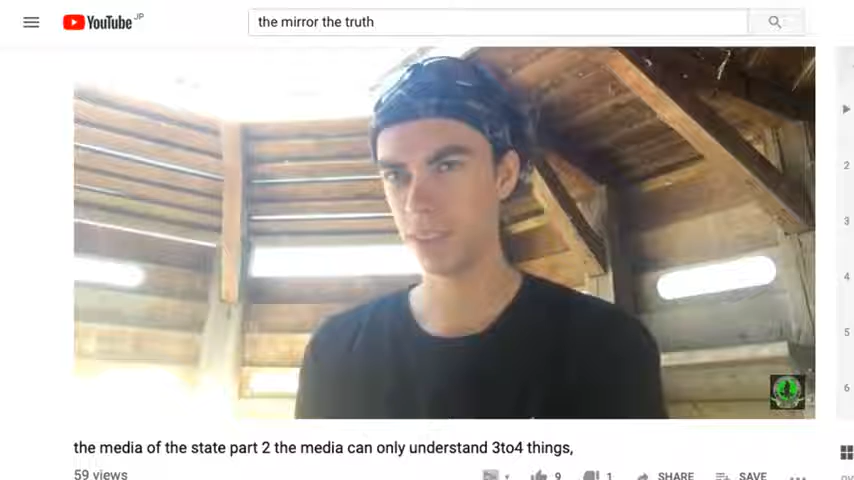 YouTube JP
the mirror the truth
2
3
4
5
6
the media of the state part 2 the media can only understand 3to4 things,
59 views
9 1 SHARE SAVE